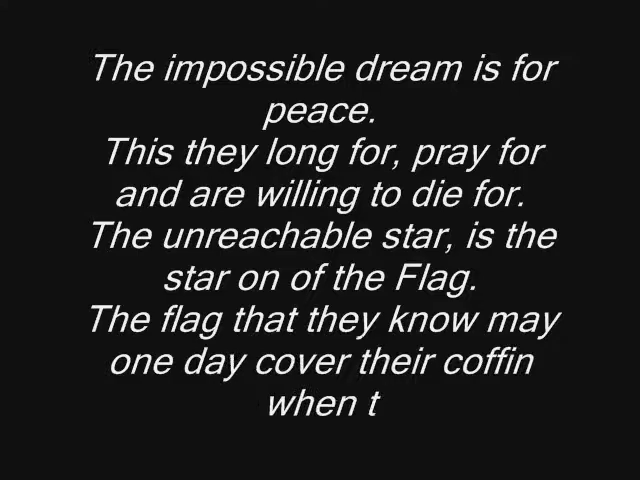 The impossible dream is for
peace.
This they long for, pray for
and are willing to die for.
The unreachable star, is the
star on of the Flag.
The flag that they know may
one day cover their coffin
when t